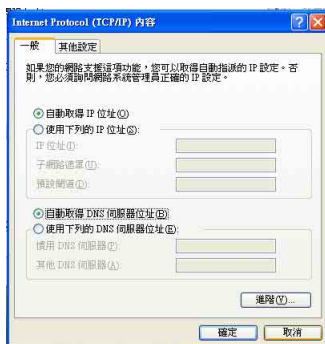 Internet Protocol (TCP/IP) 內容
一般
其他設定
如果您的網路支援這項功能，您可以取得自動指派的 IP 設定。否
則，您必須詢問網路系統管理員正確的 IP 設定。
自動取得 IP 位址(O)
使用下列的 IP 位址(S):
IP 位址(I):
子網路遮罩(U):
預設閘道(D):
自動取得 DNS 伺服器位址(B)
使用下列的 DNS 伺服器位址(E):
慣用 DNS 伺服器(P):
其他 DNS 伺服器(A):
進階(V)...
確定
取消